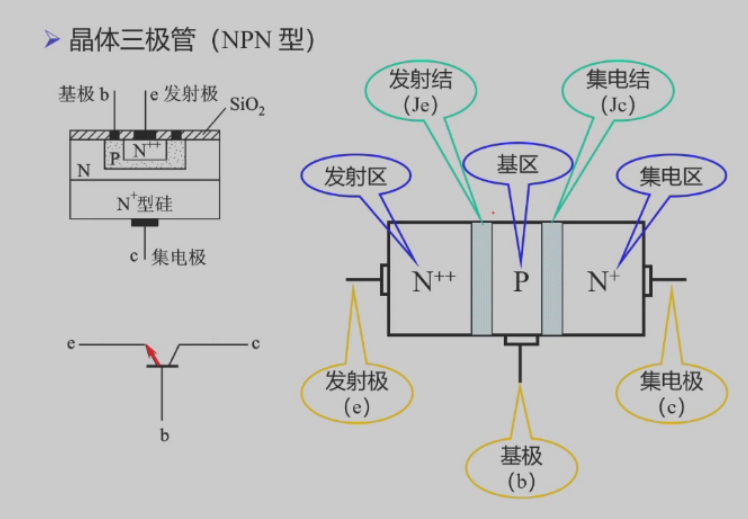 晶体三极管（NPN 型）
基极 b
e 发射极
SiO₂
N⁺⁺
P
N
N⁺型硅
c 集电极
e
c
b
发射结
(Je)
集电结
(Jc)
发射区
基区
集电区
N⁺⁺
P
N⁺
发射极
(e)
基极
(b)
集电极
(c)